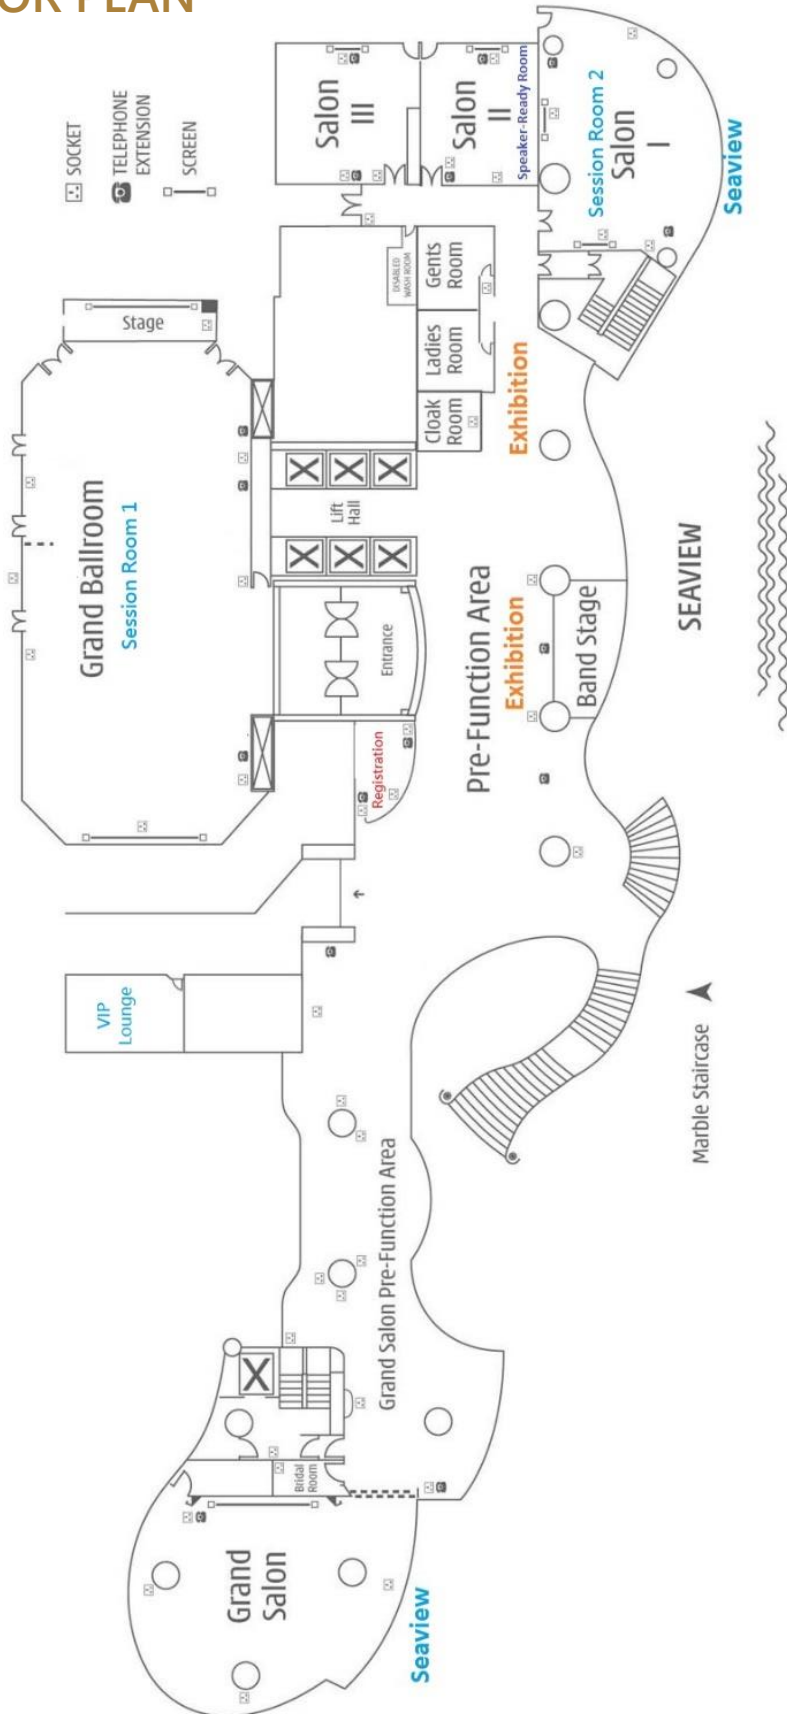 OR PLAN
SOCKET
TELEPHONE
EXTENSION
SCREEN
Salon
III
Salon
II
Speaker-Ready Room
Session Room 2
Salon
I
Seaview
DISABLED
WASH ROOM
Gents
Room
Ladies
Room
Cloak
Room
Stage
Grand Ballroom
Session Room 1
Lift
Hall
Exhibition
Entrance
Pre-Function Area
Exhibition
Band Stage
SEAVIEW
Registration
VIP
Lounge
Marble Staircase
Grand Salon Pre-Function Area
Bridal
Room
Grand
Salon
Seaview